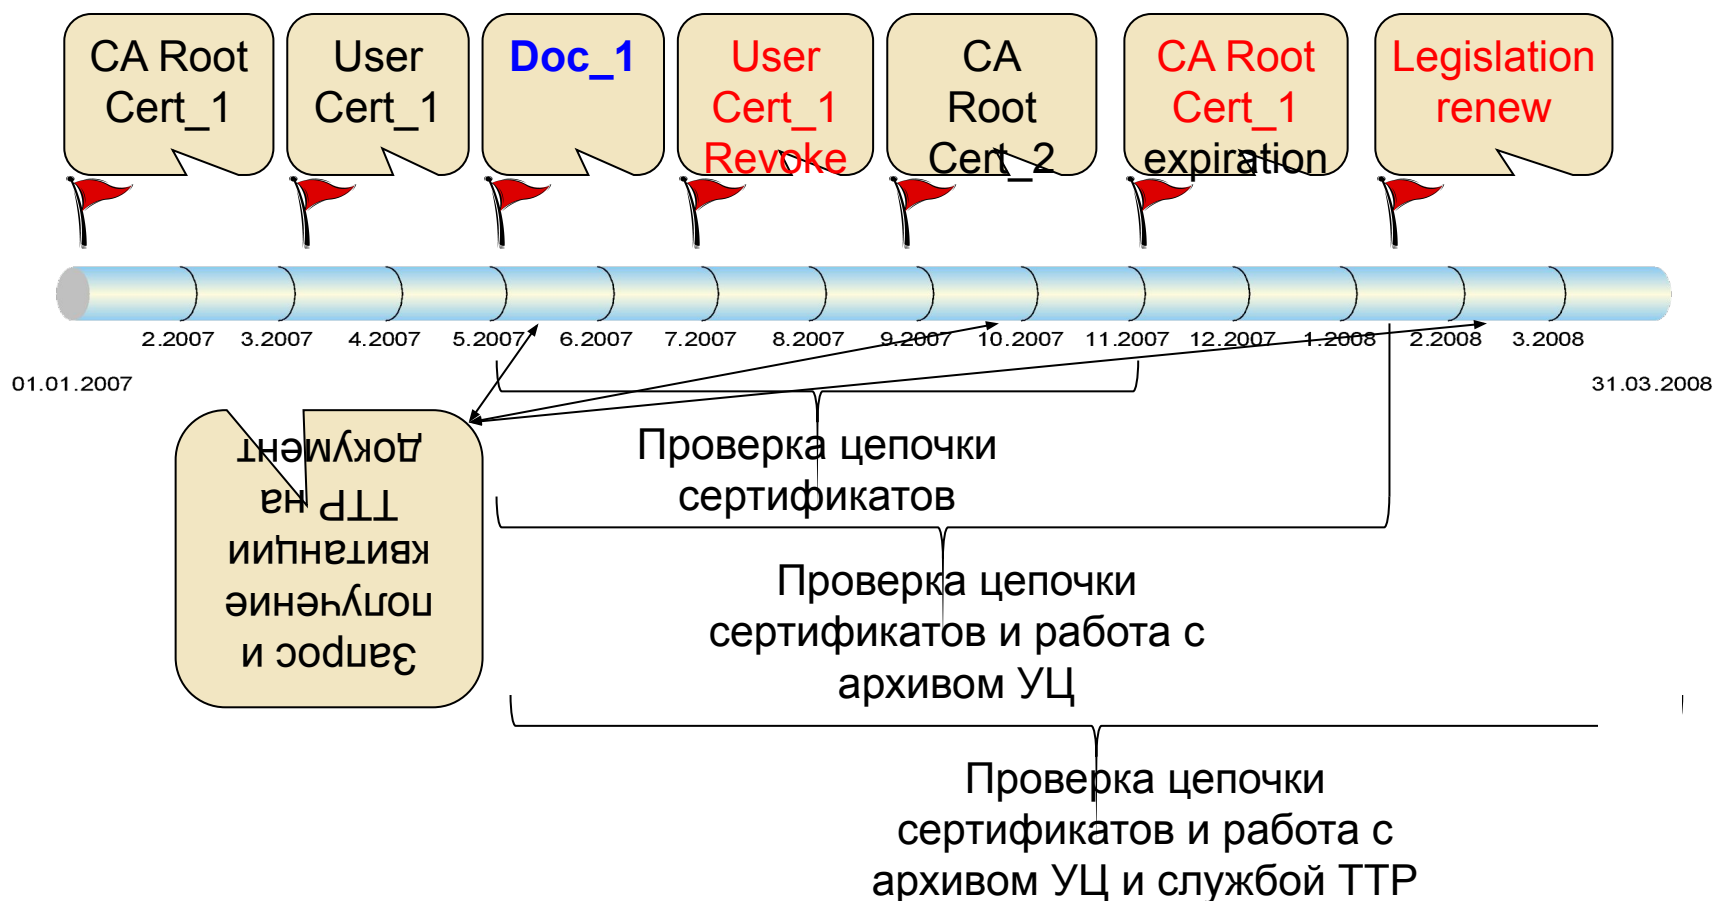 CA Root
Cert_1
User
Cert_1
Doc_1
User
Cert_1
Revoke
CA
Root
Cert_2
CA Root
Cert_1
expiration
Legislation
renew
2.2007 3.2007 4.2007 5.2007 6.2007 7.2007 8.2007 9.2007 10.2007 11.2007 12.2007 1.2008 2.2008 3.2008
01.01.2007
31.03.2008
Запрос и
получение
квитанции
ТТР на
документ
Проверка цепочки
сертификатов
Проверка цепочки
сертификатов и работа с
архивом УЦ
Проверка цепочки
сертификатов и работа с
архивом УЦ и службой ТТР